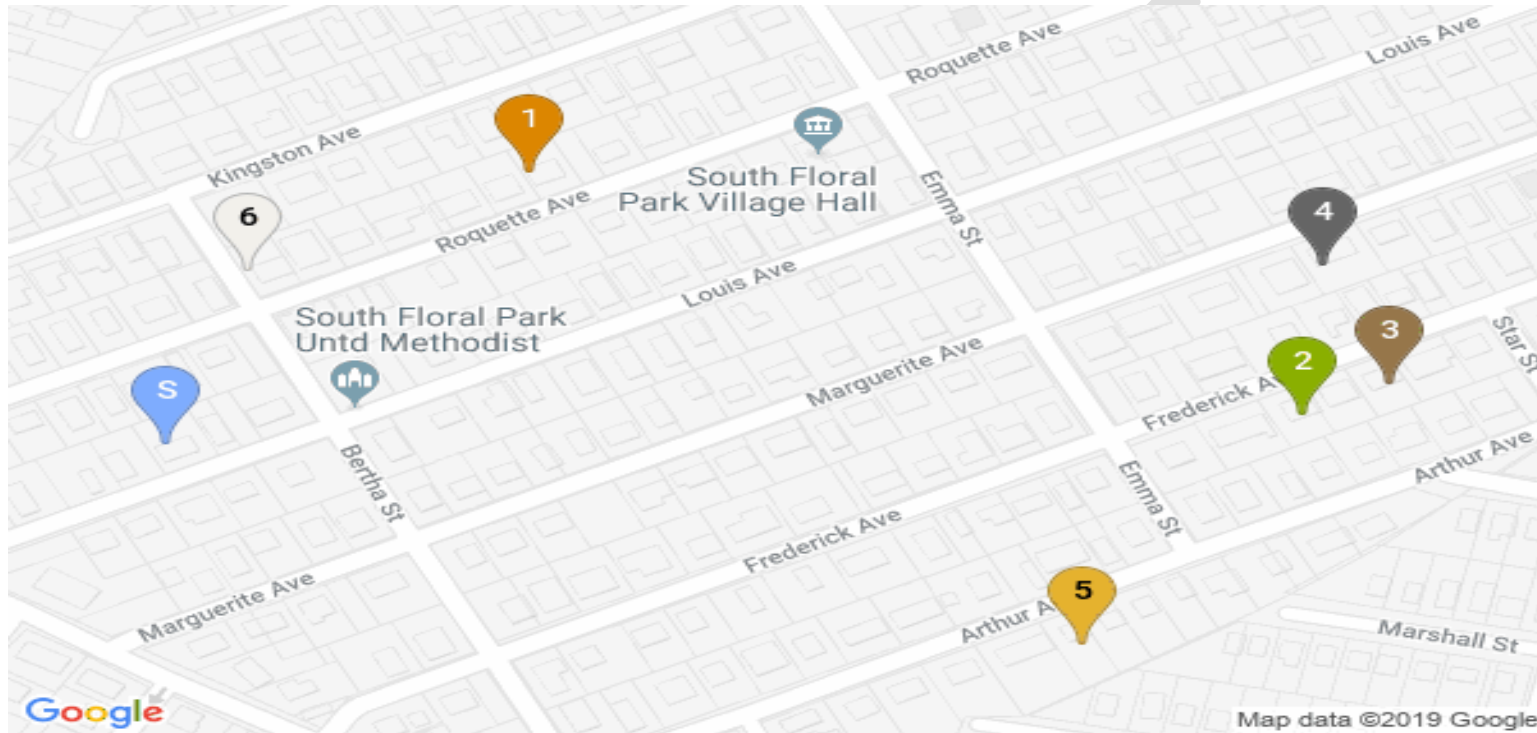 Roquette Ave
Louis Ave
1
Kingston Ave
South Floral
Park Village Hall
Emma St
6
Roquette Ave
4
Louis Ave
South Floral Park
Untd Methodist
3
Star St
S
2
Marguerite Ave
Frederick A
Bertha St
Arthur Ave
Emma St
Frederick Ave
Marguerite Ave
5
Arthur A
Marshall St
Google
Map data ©2019 Google